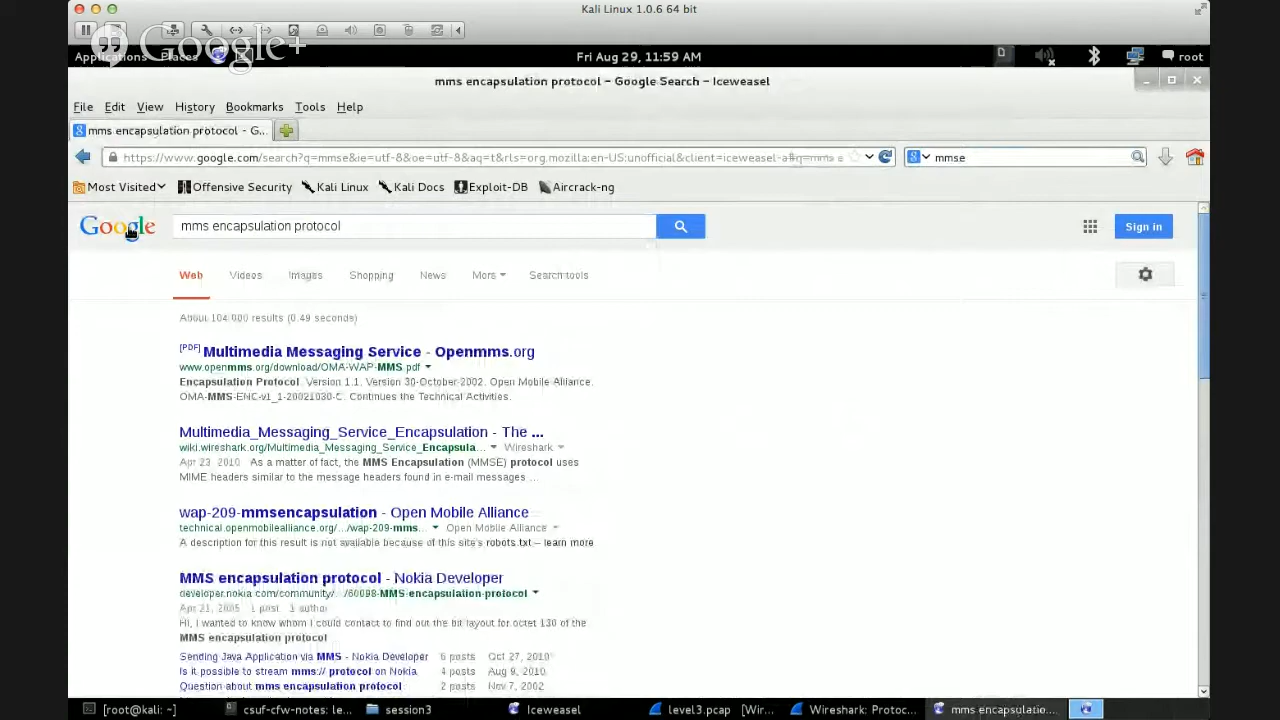 Kali Linux 1.0.6 64 bit
Google+
Applications Places
Fri Aug 29, 11:59 AM
root
mms encapsulation protocol - Google Search - Iceweasel
File Edit View History Bookmarks Tools Help
mms encapsulation protocol - G...
https://www.google.com/search?q=mmse&ie=utf-8&oe=utf-8&aq=t&rls=org.mozilla:en-US:unofficial&client=iceweasel-a#q=mms e
mmse
Most Visited Offensive Security Kali Linux Kali Docs Exploit-DB Aircrack-ng
Google mms encapsulation protocol Sign in
Web Videos Images Shopping News More Search tools
About 104,000 results (0.49 seconds)
[PDF] Multimedia Messaging Service - Openmms.org
www.openmms.org/download/OMA-WAP-MMS.pdf
Encapsulation Protocol. Version 1.1. Version 30-October-2002. Open Mobile Alliance.
OMA-MMS-ENC-v1_1-20021030-C. Continues the Technical Activities.
Multimedia_Messaging_Service_Encapsulation - The ...
wiki.wireshark.org/Multimedia_Messaging_Service_Encapsula... Wireshark
Apr 23, 2010 As a matter of fact, the MMS Encapsulation (MMSE) protocol uses
MIME headers similar to the message headers found in e-mail messages ...
wap-209-mmsencapsulation - Open Mobile Alliance
technical.openmobilealliance.org/.../wap-209-mms... Open Mobile Alliance
A description for this result is not available because of this site's robots.txt – learn more
MMS encapsulation protocol - Nokia Developer
developer.nokia.com/community/.../60098-MMS-encapsulation-protocol
Apr 21, 2005 1 post 1 author
Hi, I wanted to know whom I could contact to find out the bit layout for octet 130 of the
MMS encapsulation protocol
Sending Java Application via MMS - Nokia Developer 6 posts Oct 27, 2010
Is it possible to stream mms:// protocol on Nokia 4 posts Aug 9, 2010
Question about mms encapsulation protocol 2 posts Nov 7, 2002
[root@kali: ~] csuf-cfw-notes: le... session3 Iceweasel level3.pcap [Wir... Wireshark: Protoc... mms encapsulatio...